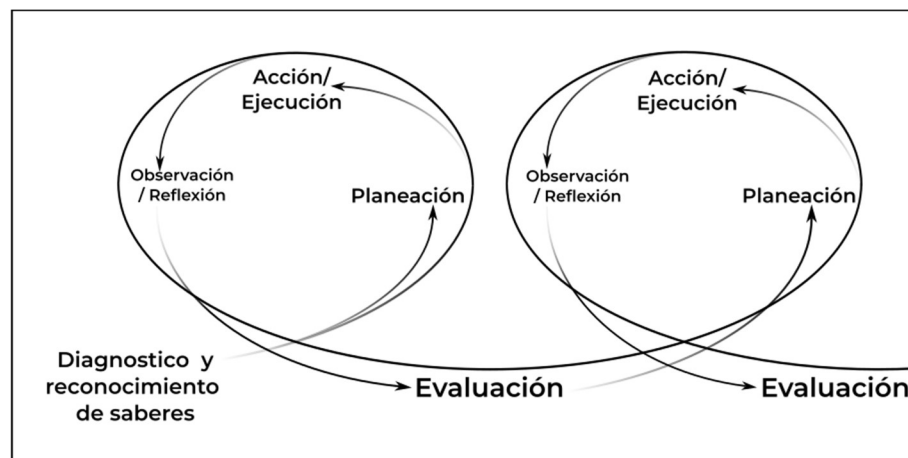 Acción/
Ejecución
Observación
/ Reflexión
Planeación
Diagnostico y
reconocimiento
de saberes
Evaluación
Acción/
Ejecución
Observación
/ Reflexión
Planeación
Evaluación